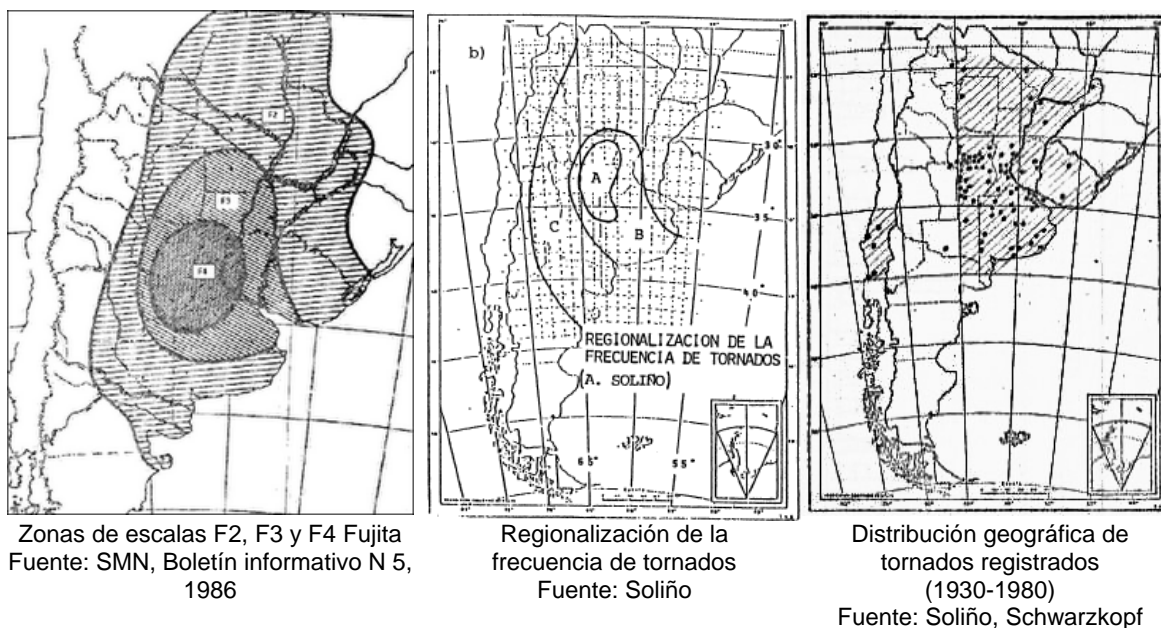 F2
F3
F4
b)
A
C
B
30°
35°
40°
REGIONALIZACION DE LA
FRECUENCIA DE TORNADOS
(A. SOLIÑO)
65°
55°
Zonas de escalas F2, F3 y F4 Fujita
Fuente: SMN, Boletín informativo N 5,
1986
Regionalización de la
frecuencia de tornados
Fuente: Soliño
Distribución geográfica de
tornados registrados
(1930-1980)
Fuente: Soliño, Schwarzkopf